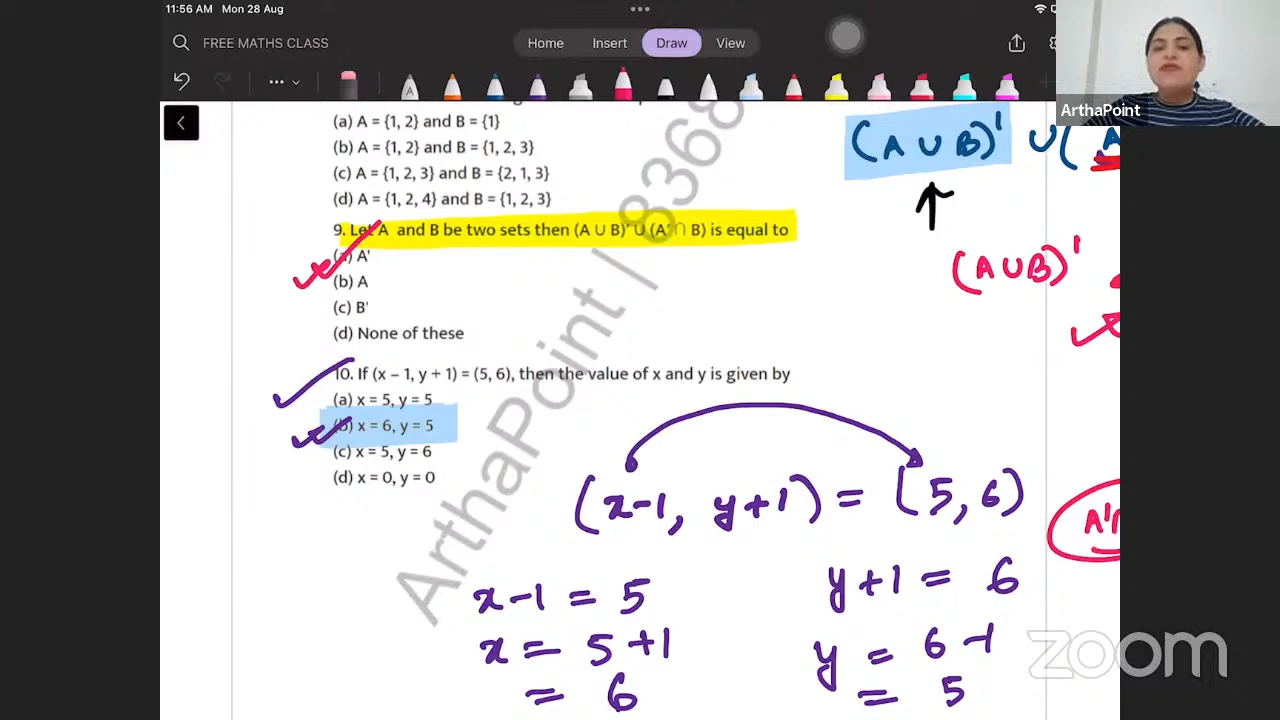 11:56 AM Mon 28 Aug
FREE MATHS CLASS
Home Insert Draw View
ArthaPoint
(a) A = {1, 2} and B = {1}
(b) A = {1, 2} and B = {1, 2, 3}
(c) A = {1, 2, 3} and B = {2, 1, 3}
(d) A = {1, 2, 4} and B = {1, 2, 3}
(A ∪ B)' ∪ (A
9. Let A and B be two sets then (A ∪ B)' ∪ (A' ∩ B) is equal to
(a) A'
(b) A
(c) B'
(d) None of these
(A∪B)'
10. If (x – 1, y + 1) = (5, 6), then the value of x and y is given by
(a) x = 5, y = 5
(b) x = 6, y = 5
(c) x = 5, y = 6
(d) x = 0, y = 0
(x-1, y+1) = (5, 6)
A'∩
x-1 = 5
x = 5+1
= 6
y+1 = 6
y = 6-1
= 5
ArthaPoint | 8368
zoom